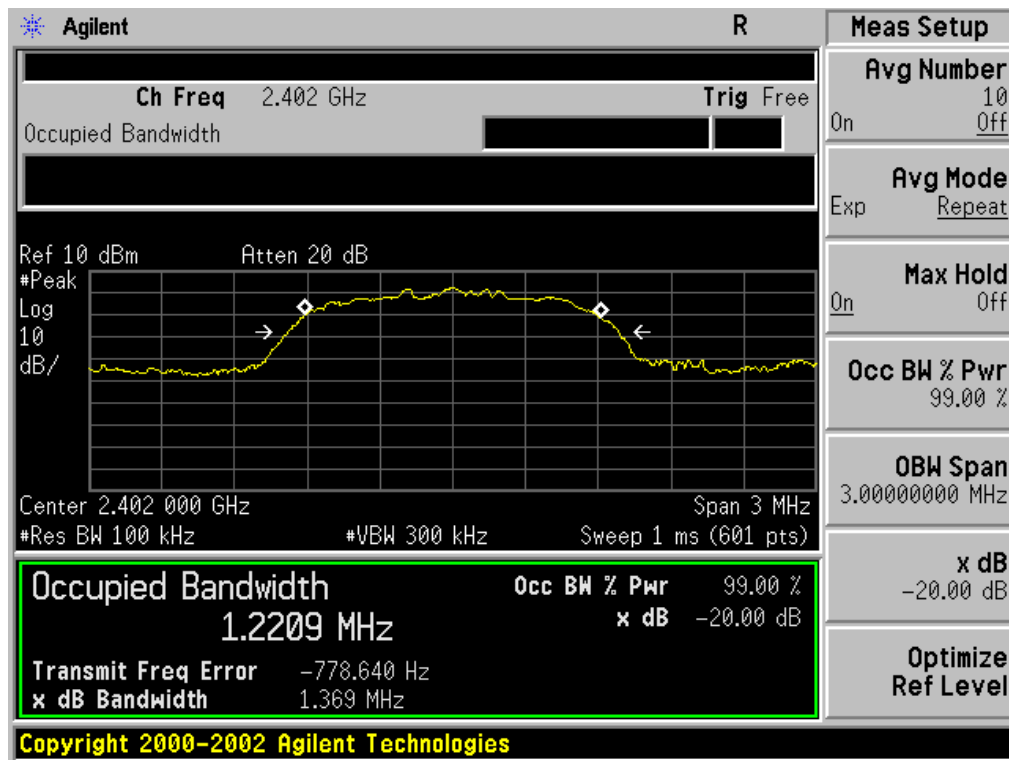 Agilent R
Ch Freq 2.402 GHz Trig Free
Occupied Bandwidth
Ref 10 dBm Atten 20 dB
#Peak
Log
10
dB/
Center 2.402 000 GHz Span 3 MHz
#Res BW 100 kHz #VBW 300 kHz Sweep 1 ms (601 pts)
Occupied Bandwidth Occ BW % Pwr 99.00 %
1.2209 MHz x dB -20.00 dB
Transmit Freq Error -778.640 Hz
x dB Bandwidth 1.369 MHz
Copyright 2000-2002 Agilent Technologies
Meas Setup
Avg Number
10
On Off
Avg Mode
Exp Repeat
Max Hold
On Off
Occ BW % Pwr
99.00 %
OBW Span
3.00000000 MHz
x dB
-20.00 dB
Optimize
Ref Level